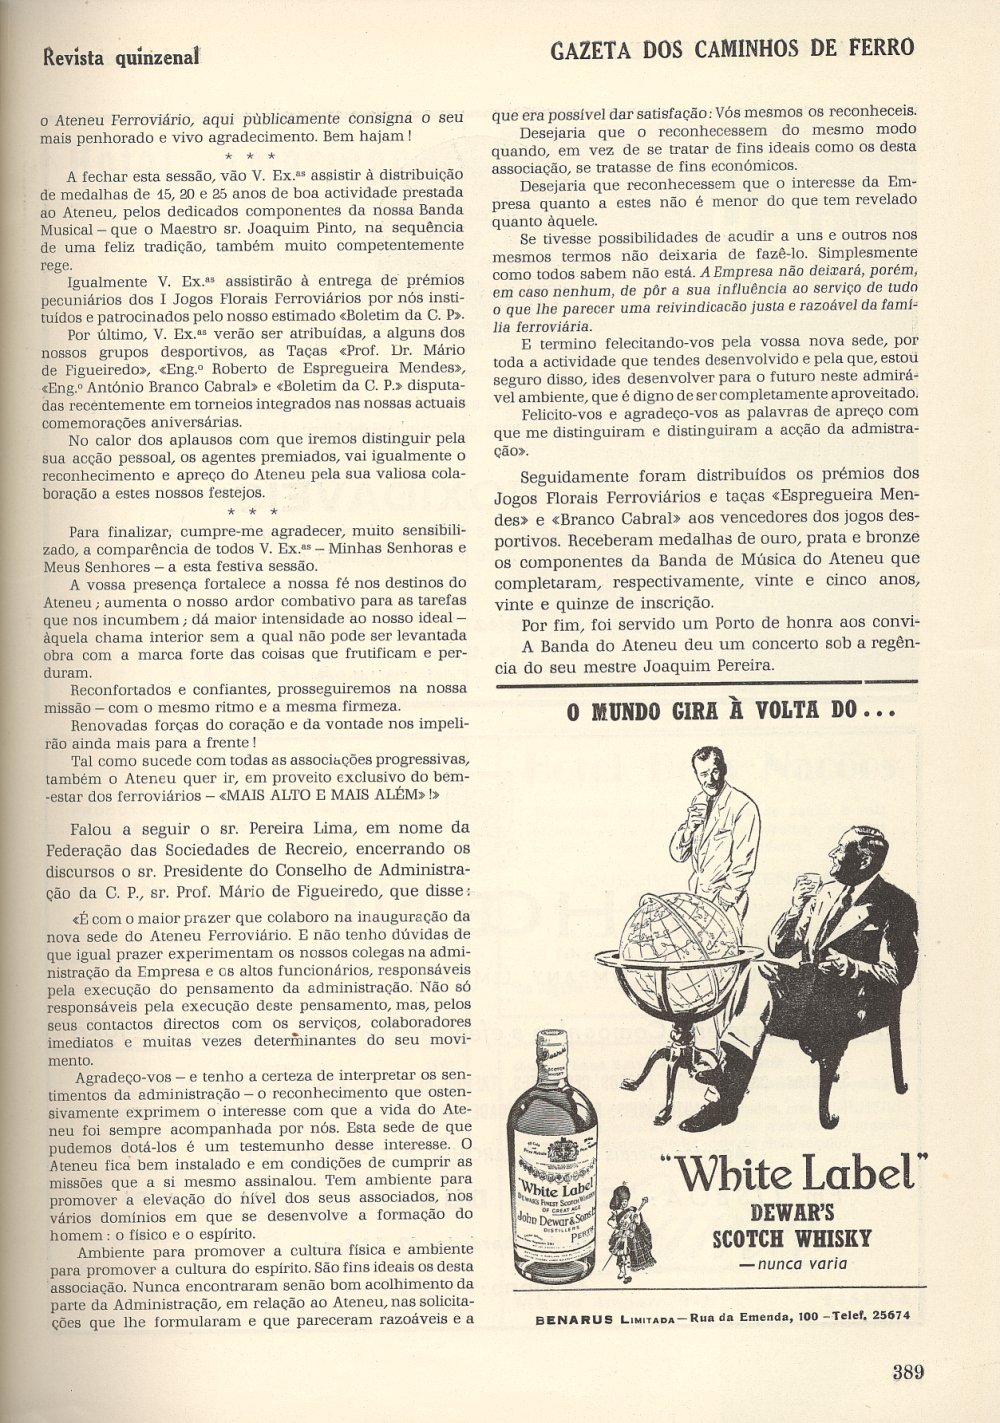 Revista quinzenal
GAZETA DOS CAMINHOS DE FERRO
o Ateneu Ferroviário, aqui pùblicamente consigna o seu
mais penhorado e vivo agradecimento. Bem hajam!
* * *
A fechar esta sessão, vão V. Ex.as assistir à distribuição
de medalhas de 15, 20 e 25 anos de boa actividade prestada
ao Ateneu, pelos dedicados componentes da nossa Banda
Musical — que o Maestro sr. Joaquim Pinto, na sequência
de uma feliz tradição, também muito competentemente
rege.
Igualmente V. Ex.as assistirão à entrega de prémios
pecuniários dos I Jogos Florais Ferroviários por nós insti-
tuídos e patrocinados pelo nosso estimado «Boletim da C. P».
Por último, V. Ex.as verão ser atribuídas, a alguns dos
nossos grupos desportivos, as Taças «Prof. Dr. Mário
de Figueiredo», «Eng.º Roberto de Espregueira Mendes»,
«Eng.º António Branco Cabral» e «Boletim da C. P.» disputa-
das recentemente em torneios integrados nas nossas actuais
comemorações aniversárias.
No calor dos aplausos com que iremos distinguir pela
sua acção pessoal, os agentes premiados, vai igualmente o
reconhecimento e apreço do Ateneu pela sua valiosa cola-
boração a estes nossos festejos.
* * *
Para finalizar, cumpre-me agradecer, muito sensibili-
zado, a comparência de todos V. Ex.as — Minhas Senhoras e
Meus Senhores — a esta festiva sessão.
A vossa presença fortalece a nossa fé nos destinos do
Ateneu; aumenta o nosso ardor combativo para as tarefas
que nos incumbem; dá maior intensidade ao nosso ideal —
àquela chama interior sem a qual não pode ser levantada
obra com a marca forte das coisas que frutificam e per-
duram.
Reconfortados e confiantes, prosseguiremos na nossa
missão — com o mesmo ritmo e a mesma firmeza.
Renovadas forças do coração e da vontade nos impeli-
rão ainda mais para a frente!
Tal como sucede com todas as associações progressivas,
também o Ateneu quer ir, em proveito exclusivo do bem-
-estar dos ferroviários — «MAIS ALTO E MAIS ALÉM»!»
Falou a seguir o sr. Pereira Lima, em nome da
Federação das Sociedades de Recreio, encerrando os
discursos o sr. Presidente do Conselho de Administra-
ção da C. P., sr. Prof. Mário de Figueiredo, que disse:
«É com o maior prazer que colaboro na inauguração da
nova sede do Ateneu Ferroviário. E não tenho dúvidas de
que igual prazer experimentam os nossos colegas na admi-
nistração da Empresa e os altos funcionários, responsáveis
pela execução do pensamento da administração. Não só
responsáveis pela execução deste pensamento, mas, pelos
seus contactos directos com os serviços, colaboradores
imediatos e muitas vezes determinantes do seu movi-
mento.
Agradeço-vos — e tenho a certeza de interpretar os sen-
timentos da administração — o reconhecimento que osten-
sivamente exprimem o interesse com que a vida do Ate-
neu foi sempre acompanhada por nós. Esta sede de que
pudemos dotá-los é um testemunho desse interesse. O
Ateneu fica bem instalado e em condições de cumprir as
missões que a si mesmo assinalou. Tem ambiente para
promover a elevação do nível dos seus associados, nos
vários domínios em que se desenvolve a formação do
homem: o físico e o espírito.
Ambiente para promover a cultura física e ambiente
para promover a cultura do espírito. São fins ideais os desta
associação. Nunca encontraram senão bom acolhimento da
parte da Administração, em relação ao Ateneu, nas solicita-
ções que lhe formularam e que pareceram razoáveis e a
que era possível dar satisfação: Vós mesmos os reconheceis.
Desejaria que o reconhecessem do mesmo modo
quando, em vez de se tratar de fins ideais como os desta
associação, se tratasse de fins económicos.
Desejaria que reconhecessem que o interesse da Em-
presa quanto a estes não é menor do que tem revelado
quanto àquele.
Se tivesse possibilidades de acudir a uns e outros nos
mesmos termos não deixaria de fazê-lo. Simplesmente
como todos sabem não está. A Empresa não deixará, porém,
em caso nenhum, de pôr a sua influência ao serviço de tudo
o que lhe parecer uma reivindicacão justa e razoável da famí-
lia ferroviária.
E termino felecitando-vos pela vossa nova sede, por
toda a actividade que tendes desenvolvido e pela que, estou
seguro disso, ides desenvolver para o futuro neste admirá-
vel ambiente, que é digno de ser completamente aproveitado.
Felicito-vos e agradeço-vos as palavras de apreço com
que me distinguiram e distinguiram a acção da admistra-
ção».
Seguidamente foram distribuídos os prémios dos
Jogos Florais Ferroviários e taças «Espregueira Men-
des» e «Branco Cabral» aos vencedores dos jogos des-
portivos. Receberam medalhas de ouro, prata e bronze
os componentes da Banda de Música do Ateneu que
completaram, respectivamente, vinte e cinco anos,
vinte e quinze de inscrição.
Por fim, foi servido um Porto de honra aos convi-
A Banda do Ateneu deu um concerto sob a regên-
cia do seu mestre Joaquim Pereira.
O MUNDO GIRA À VOLTA DO...
White Label
DEWAR'S FINEST SCOTCH WHISKY
OF GREAT AGE
John Dewar & Sons Ltd
DISTILLERS
PERTH
"White Label"
DEWAR'S
SCOTCH WHISKY
—nunca varia
BENARUS LIMITADA — Rua da Emenda, 100 — Telef. 25674
389